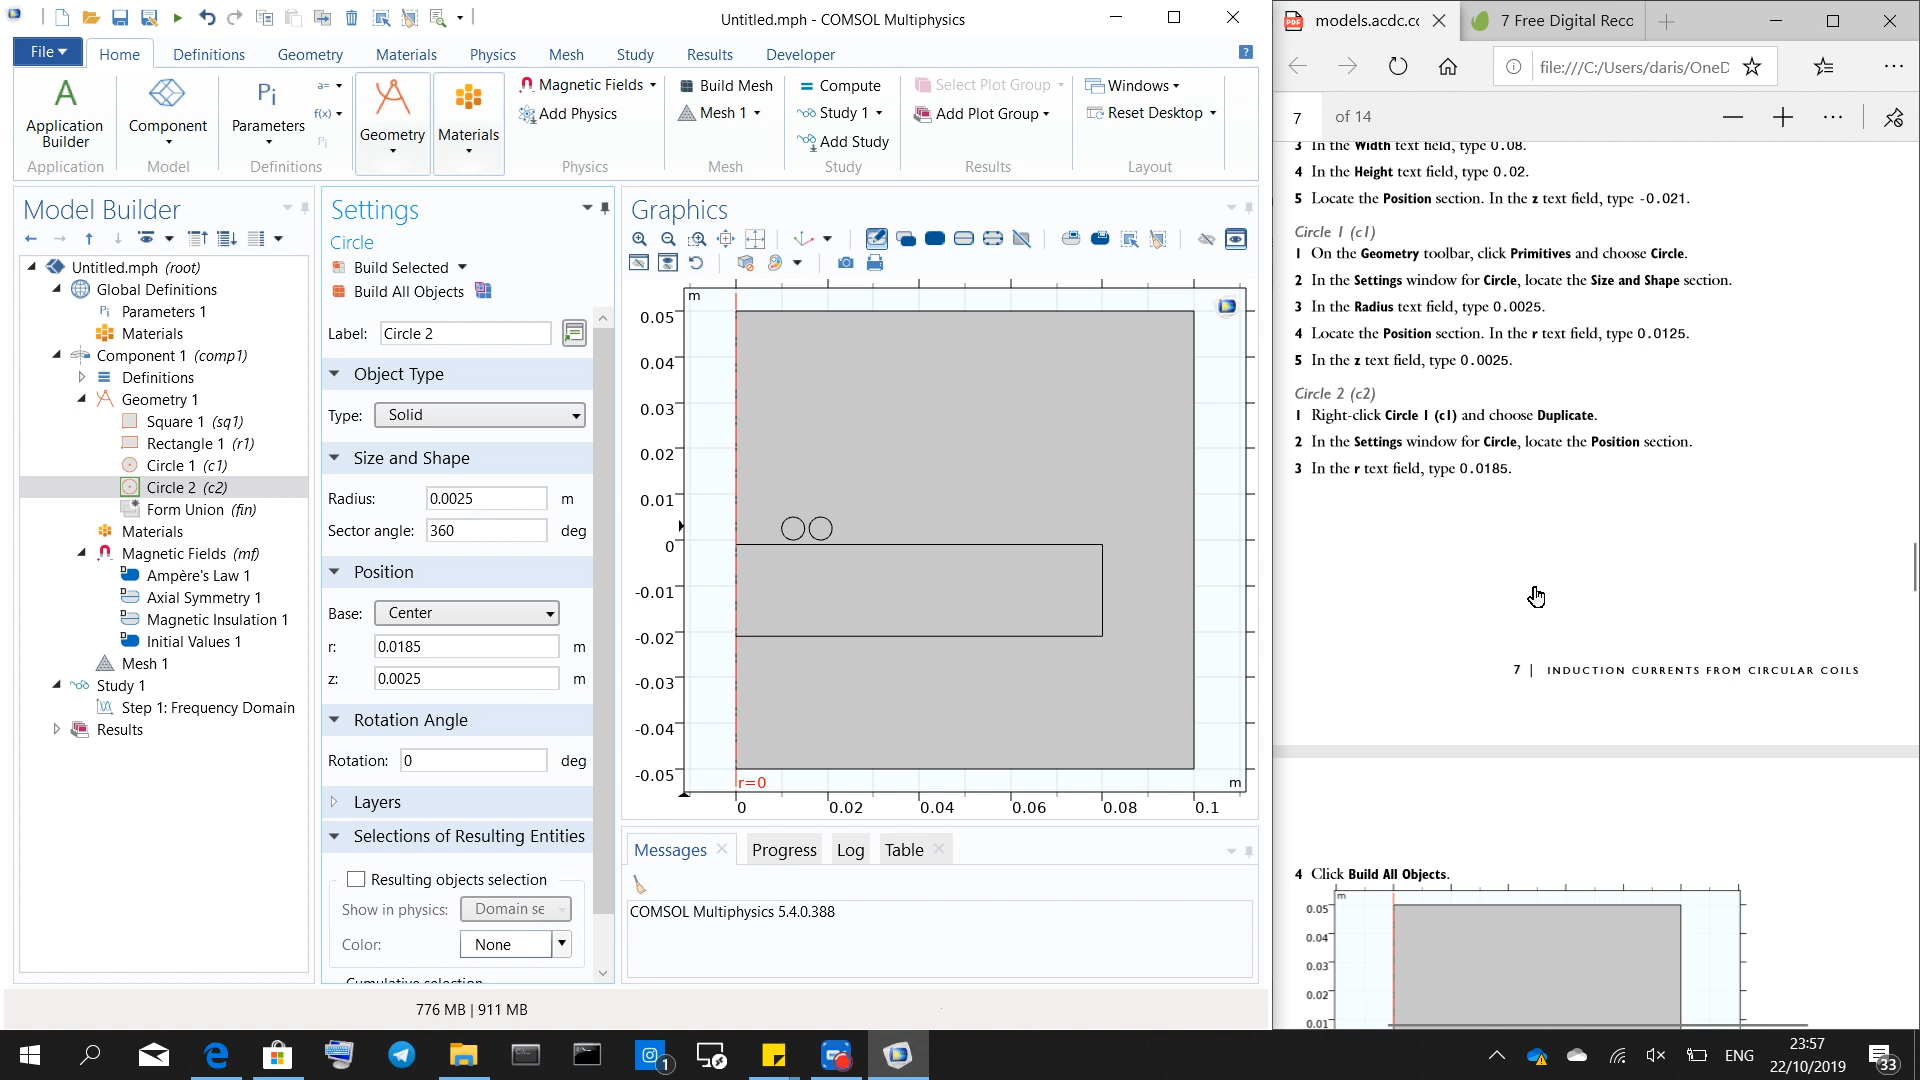 Untitled.mph - COMSOL Multiphysics
File
Home
Definitions
Geometry
Materials
Physics
Mesh
Study
Results
Developer
Application Builder
Application
Component
Model
Pi
Parameters
a=
f(x)
Pi
Definitions
Geometry
Materials
Magnetic Fields
Add Physics
Physics
Build Mesh
Mesh 1
Mesh
Compute
Study 1
Add Study
Study
Select Plot Group
Add Plot Group
Results
Windows
Reset Desktop
Layout
Model Builder
Untitled.mph (root)
Global Definitions
Pi Parameters 1
Materials
Component 1 (comp1)
Definitions
Geometry 1
Square 1 (sq1)
Rectangle 1 (r1)
Circle 1 (c1)
Circle 2 (c2)
Form Union (fin)
Materials
Magnetic Fields (mf)
Ampère's Law 1
Axial Symmetry 1
Magnetic Insulation 1
Initial Values 1
Mesh 1
Study 1
Step 1: Frequency Domain
Results
Settings
Circle
Build Selected
Build All Objects
Label: Circle 2
Object Type
Type: Solid
Size and Shape
Radius: 0.0025 m
Sector angle: 360 deg
Position
Base: Center
r: 0.0185 m
z: 0.0025 m
Rotation Angle
Rotation: 0 deg
Layers
Selections of Resulting Entities
Resulting objects selection
Show in physics: Domain se
Color: None
Cumulative selection
Graphics
m
0.05
0.04
0.03
0.02
0.01
0
-0.01
-0.02
-0.03
-0.04
-0.05
r=0
m
0 0.02 0.04 0.06 0.08 0.1
Messages
Progress
Log
Table
COMSOL Multiphysics 5.4.0.388
776 MB | 911 MB
PDF models.acdc.cc
7 Free Digital Recc
file:///C:/Users/daris/OneD
7 of 14
3 In the Width text field, type 0.08.
4 In the Height text field, type 0.02.
5 Locate the Position section. In the z text field, type -0.021.
Circle 1 (c1)
1 On the Geometry toolbar, click Primitives and choose Circle.
2 In the Settings window for Circle, locate the Size and Shape section.
3 In the Radius text field, type 0.0025.
4 Locate the Position section. In the r text field, type 0.0125.
5 In the z text field, type 0.0025.
Circle 2 (c2)
1 Right-click Circle 1 (c1) and choose Duplicate.
2 In the Settings window for Circle, locate the Position section.
3 In the r text field, type 0.0185.
7 | INDUCTION CURRENTS FROM CIRCULAR COILS
4 Click Build All Objects.
m
0.05
0.04
0.03
0.02
0.01
1
ENG
23:57
22/10/2019
33